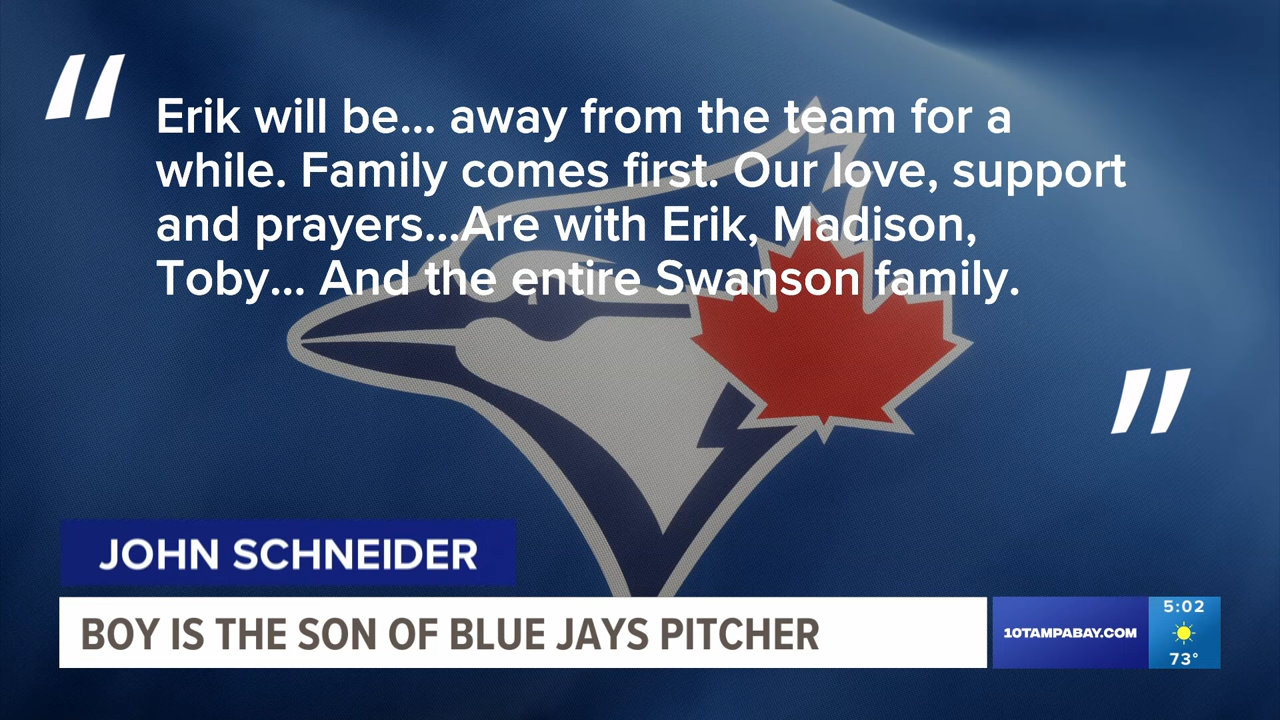 “
Erik will be... away from the team for a
while. Family comes first. Our love, support
and prayers...Are with Erik, Madison,
Toby... And the entire Swanson family.
”
JOHN SCHNEIDER
BOY IS THE SON OF BLUE JAYS PITCHER
10TAMPABAY.COM
5:02
73°